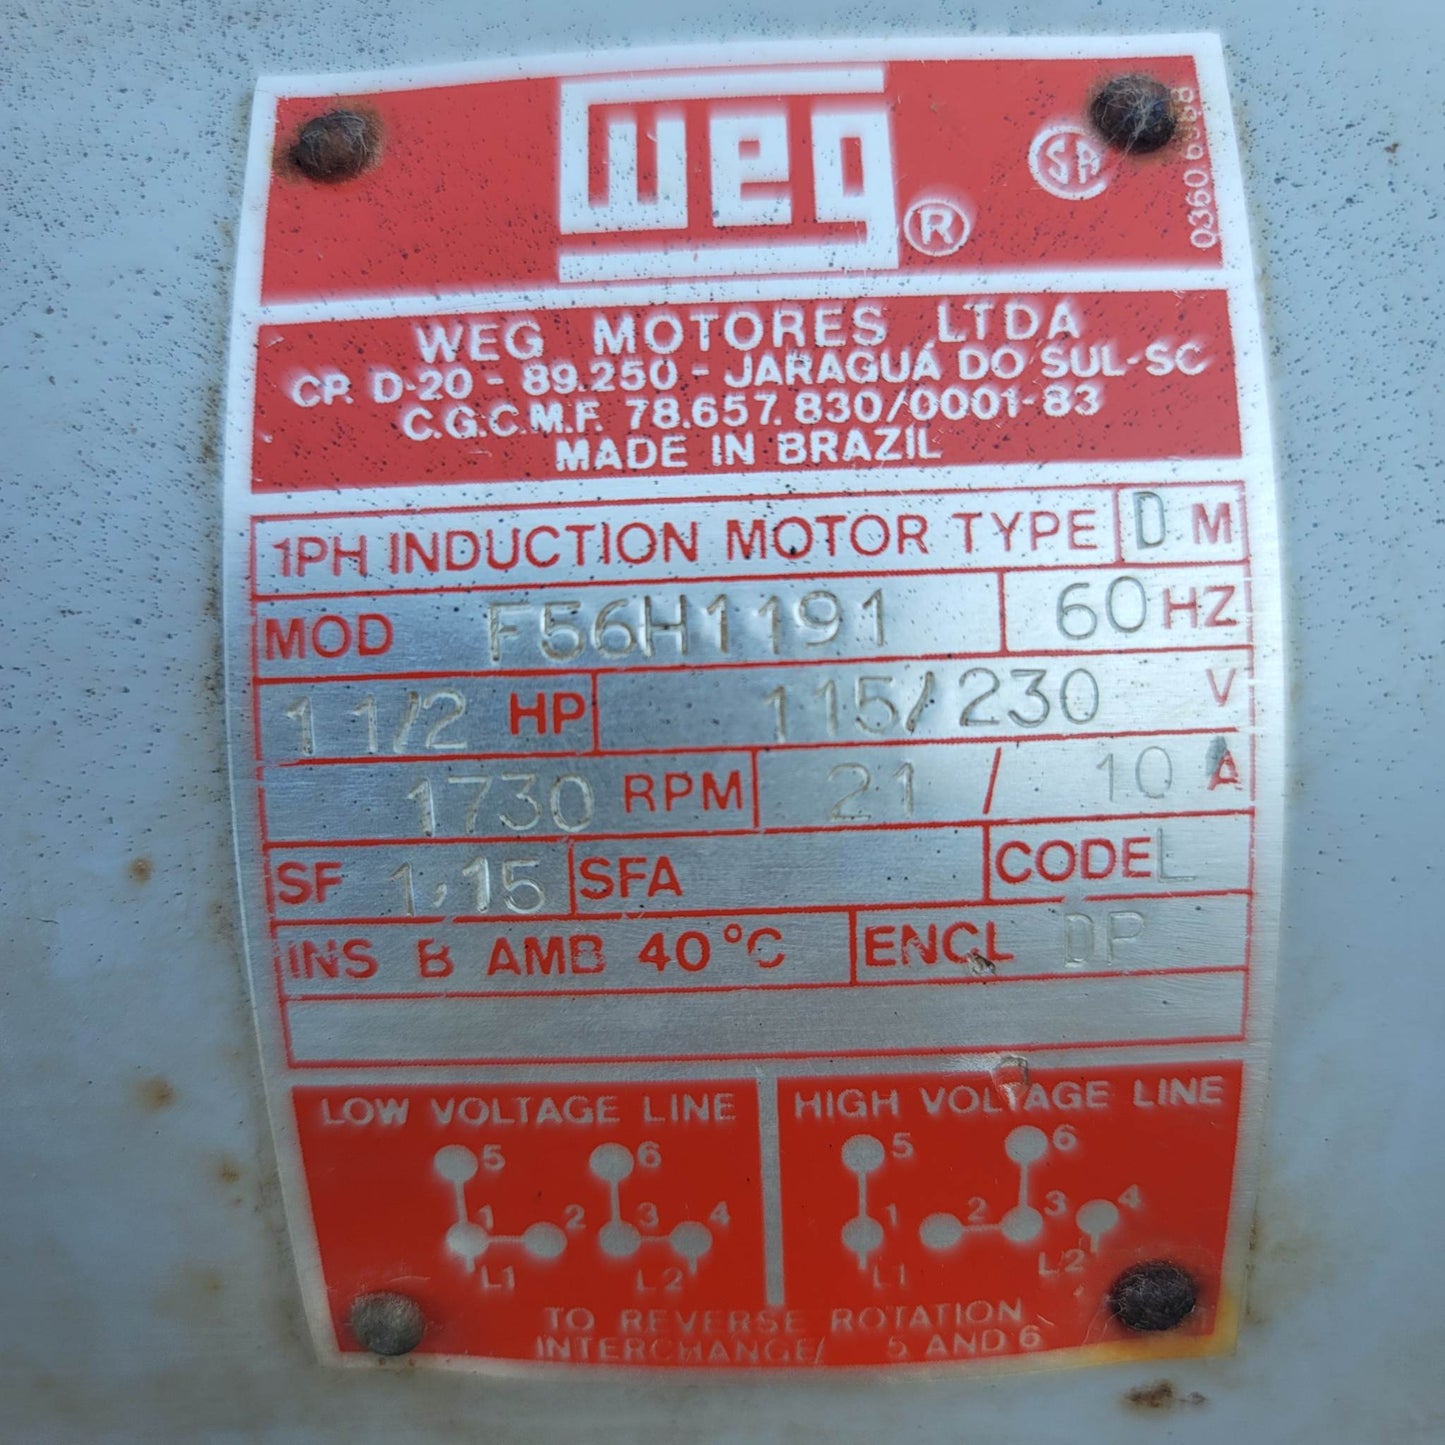 weg ®
SA
0360.6388
WEG MOTORES LTDA
CP. D-20 - 89.250 - JARAGUÁ DO SUL-SC
C.G.C.M.F. 78.657.830/0001-83
MADE IN BRAZIL
1PH INDUCTION MOTOR TYPE D M
MOD F56H1191 60 HZ
1 1/2 HP 115/230 V
1730 RPM 21 / 10 A
SF 1,15 SFA CODE L
INS B AMB 40°C ENCL DP
LOW VOLTAGE LINE HIGH VOLTAGE LINE
5 6 5 6
1 2 3 4 1 2 3 4
L1 L2 L1 L2
TO REVERSE ROTATION
INTERCHANGE/ 5 AND 6